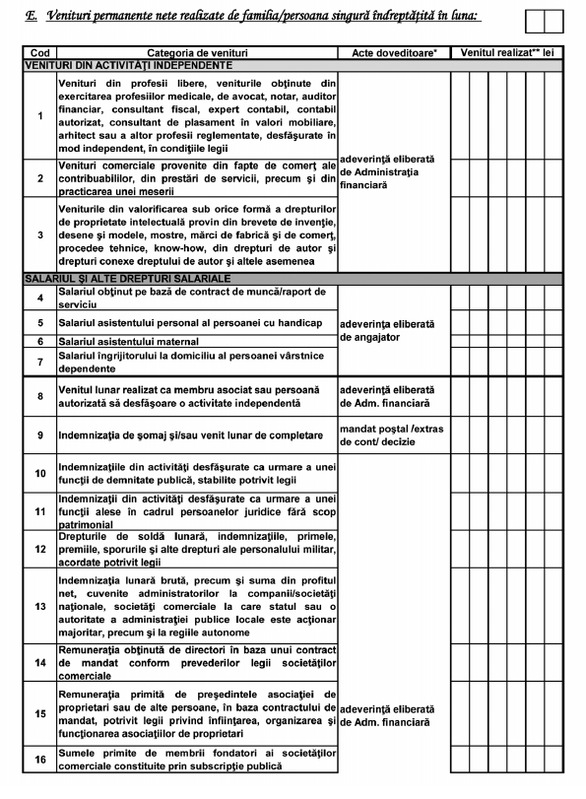 E. Venituri permanente nete realizate de familia/persoana singură îndreptăţită în luna:
Cod Categoria de venituri Acte doveditoare* Venitul realizat** lei
VENITURI DIN ACTIVITĂŢI INDEPENDENTE
1
Venituri din profesii libere, veniturile obţinute din
exercitarea profesiilor medicale, de avocat, notar, auditor
financiar, consultant fiscal, expert contabil, contabil
autorizat, consultant de plasament în valori mobiliare,
arhitect sau a altor profesii reglementate, desfăşurate în
mod independent, în condiţiile legii
2
Venituri comerciale provenite din fapte de comerţ ale
contribuabililor, din prestări de servicii, precum şi din
practicarea unei meserii
3
Veniturile din valorificarea sub orice formă a drepturilor
de proprietate intelectuală provin din brevete de invenţie,
desene şi modele, mostre, mărci de fabrică şi de comerţ,
procedee tehnice, know-how, din drepturi de autor şi
drepturi conexe dreptului de autor şi altele asemenea
adeverinţă eliberată
de Administraţia
financiară
SALARIUL ŞI ALTE DREPTURI SALARIALE
4
Salariul obţinut pe bază de contract de muncă/raport de
serviciu
5
Salariul asistentului personal al persoanei cu handicap
6
Salariul asistentului maternal
7
Salariul îngrijitorului la domiciliu al persoanei vârstnice
dependente
adeverinţa eliberată
de angajator
8
Venitul lunar realizat ca membru asociat sau persoană
autorizată să desfăşoare o activitate independentă
adeverinţă eliberată
de Adm. financiară
9
Indemnizaţia de şomaj şi/sau venit lunar de completare
mandat poştal /extras
de cont/ decizie
10
Indemnizaţiile din activităţi desfăşurate ca urmare a unei
funcţii de demnitate publică, stabilite potrivit legii
11
Indemnizaţii din activităţi desfăşurate ca urmare a unei
funcţii alese în cadrul persoanelor juridice fără scop
patrimonial
12
Drepturile de soldă lunară, indemnizaţiile, primele,
premiile, sporurile şi alte drepturi ale personalului militar,
acordate potrivit legii
13
Indemnizaţia lunară brută, precum şi suma din profitul
net, cuvenite administratorilor la companii/societăţi
naţionale, societăţi comerciale la care statul sau o
autoritate a administraţiei publice locale este acţionar
majoritar, precum şi la regiile autonome
14
Remuneraţia obţinută de directori în baza unui contract
de mandat conform prevederilor legii societăţilor
comerciale
15
Remuneraţia primită de preşedintele asociaţiei de
proprietari sau de alte persoane, în baza contractului de
mandat, potrivit legii privind înfiinţarea, organizarea şi
funcţionarea asociaţiilor de proprietari
16
Sumele primite de membrii fondatori ai societăţilor
comerciale constituite prin subscripţie publică
adeverinţă eliberată
de Adm. financiară